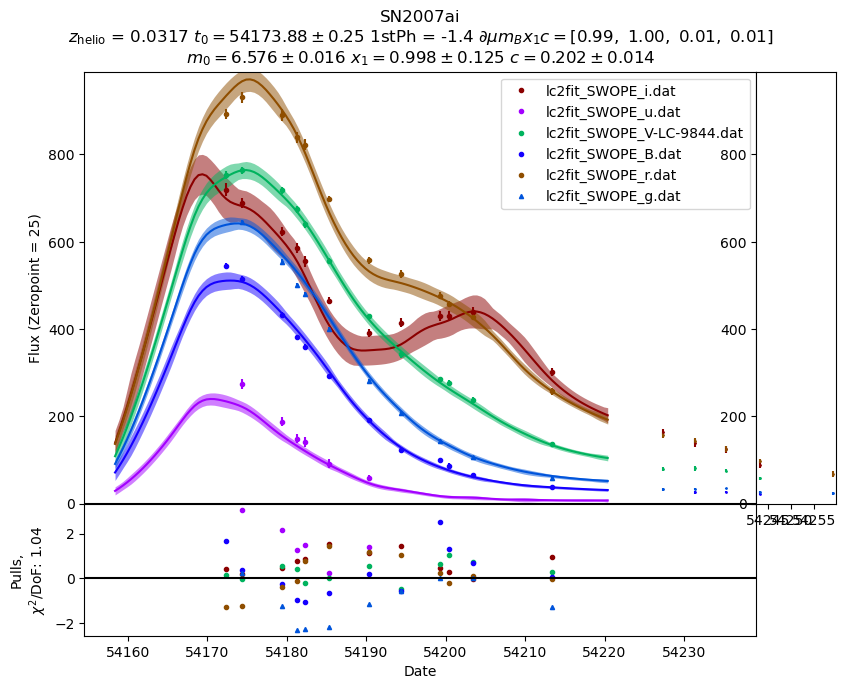 SN2007ai
z_helio = 0.0317 t_0 = 54173.88 ± 0.25 1stPh = -1.4 ∂μm_Bx_1c = [0.99, 1.00, 0.01, 0.01]
m_0 = 6.576 ± 0.016 x_1 = 0.998 ± 0.125 c = 0.202 ± 0.014
lc2fit_SWOPE_i.dat
lc2fit_SWOPE_u.dat
lc2fit_SWOPE_V-LC-9844.dat
lc2fit_SWOPE_B.dat
lc2fit_SWOPE_r.dat
lc2fit_SWOPE_g.dat
Flux (Zeropoint = 25)
800
600
400
200
0
800
600
400
200
0
54255
Pulls,
χ²/DoF: 1.04
2
0
−2
54160 54170 54180 54190 54200 54210 54220 54230
Date